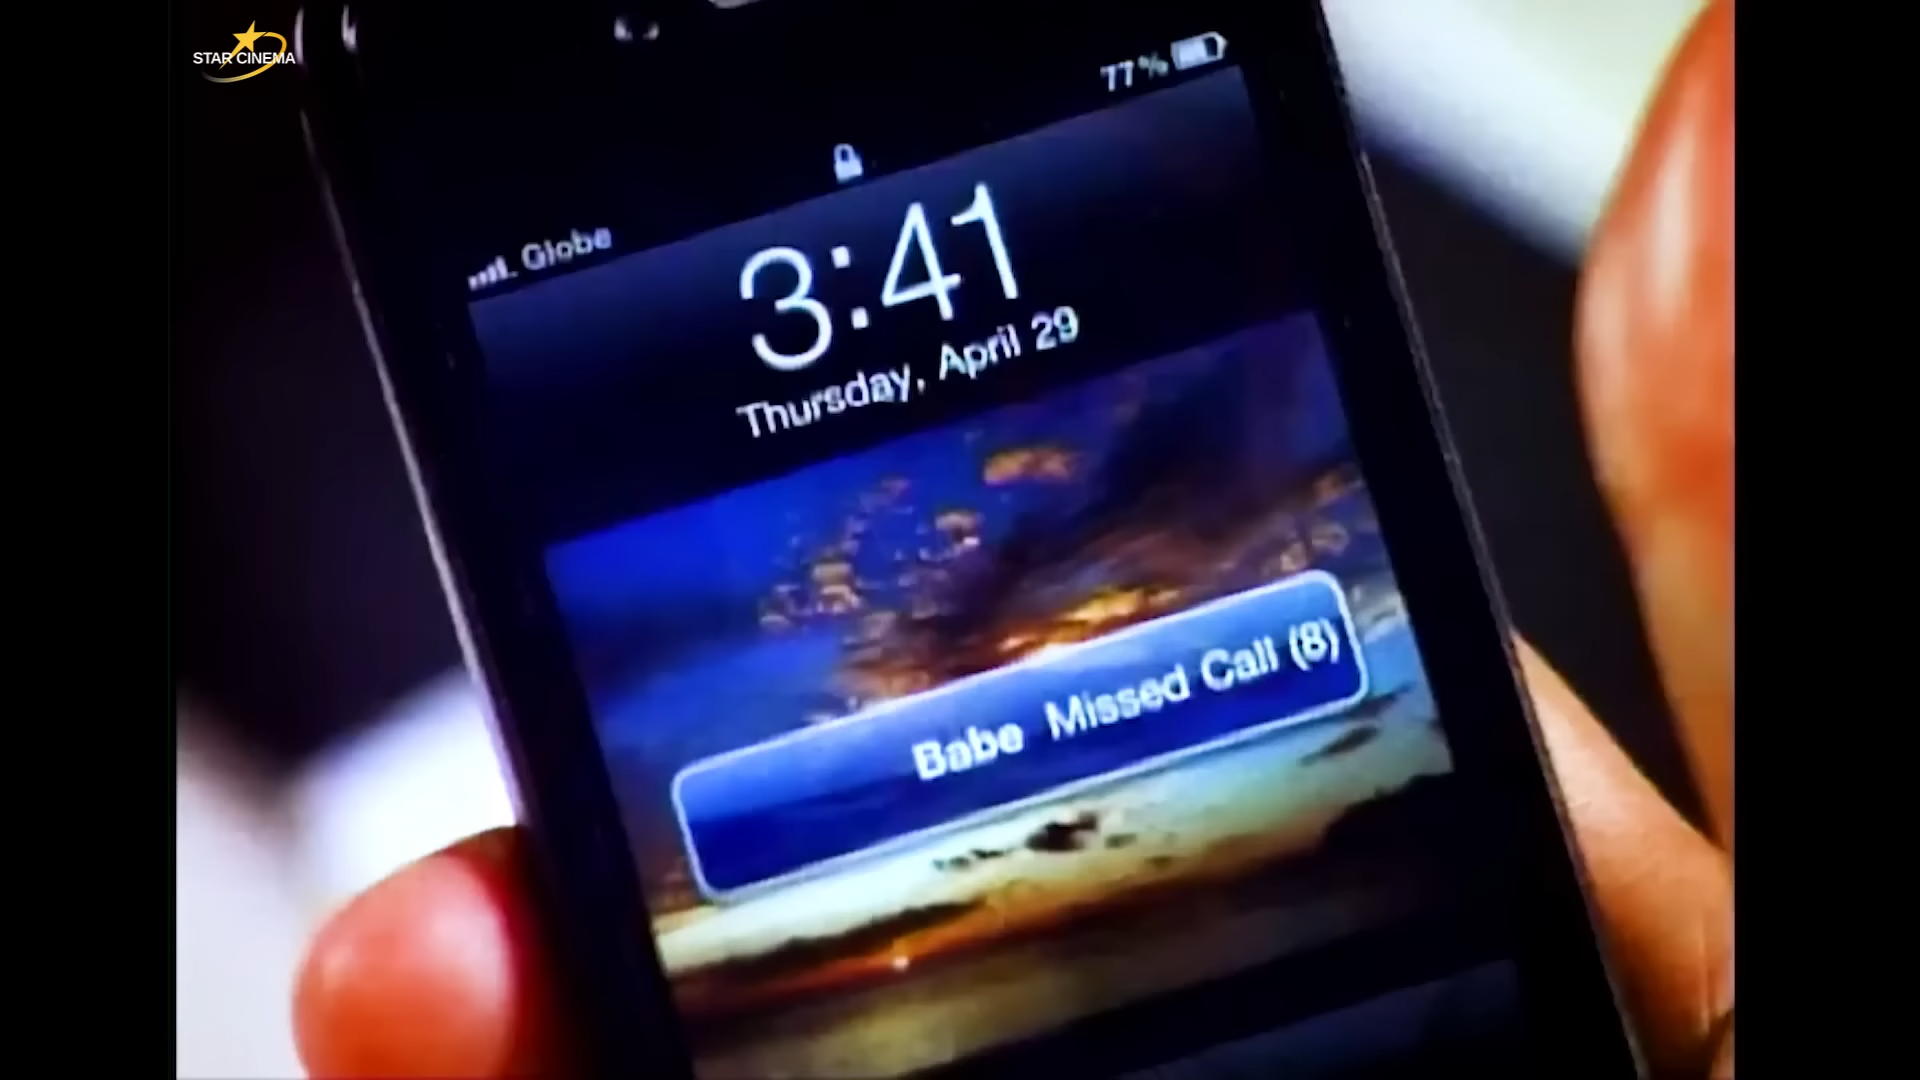 STAR CINEMA
77%
Globe
3:41
Thursday, April 29
Babe Missed Call (8)